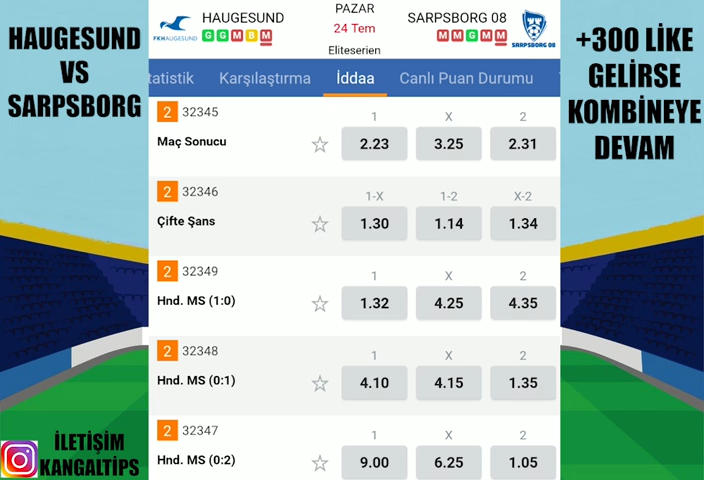 HAUGESUND
VS
SARPSBORG
FKHAUGESUND
HAUGESUND
G G M B M
PAZAR
24 Tem
Eliteserien
SARPSBORG 08
M M G M M
SARPSBORG 08
+300 LİKE
GELİRSE
KOMBİNEYE
DEVAM
tatistik Karşılaştırma İddaa Canlı Puan Durumu
2 32345
Maç Sonucu
1 X 2
2.23 3.25 2.31
2 32346
Çifte Şans
1-X 1-2 X-2
1.30 1.14 1.34
2 32349
Hnd. MS (1:0)
1 X 2
1.32 4.25 4.35
2 32348
Hnd. MS (0:1)
1 X 2
4.10 4.15 1.35
2 32347
Hnd. MS (0:2)
1 X 2
9.00 6.25 1.05
İLETİŞİM
KANGALTİPS